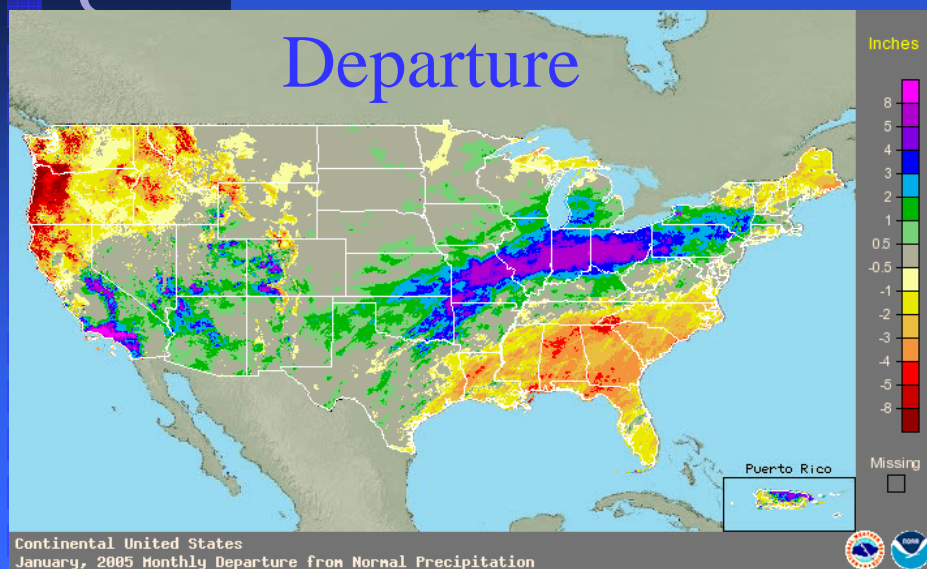 Departure
Inches
8
5
4
3
2
1
0.5
-0.5
-1
-2
-3
-4
-5
-8
Missing
Puerto Rico
Continental United States
January, 2005 Monthly Departure from Normal Precipitation
NOAA